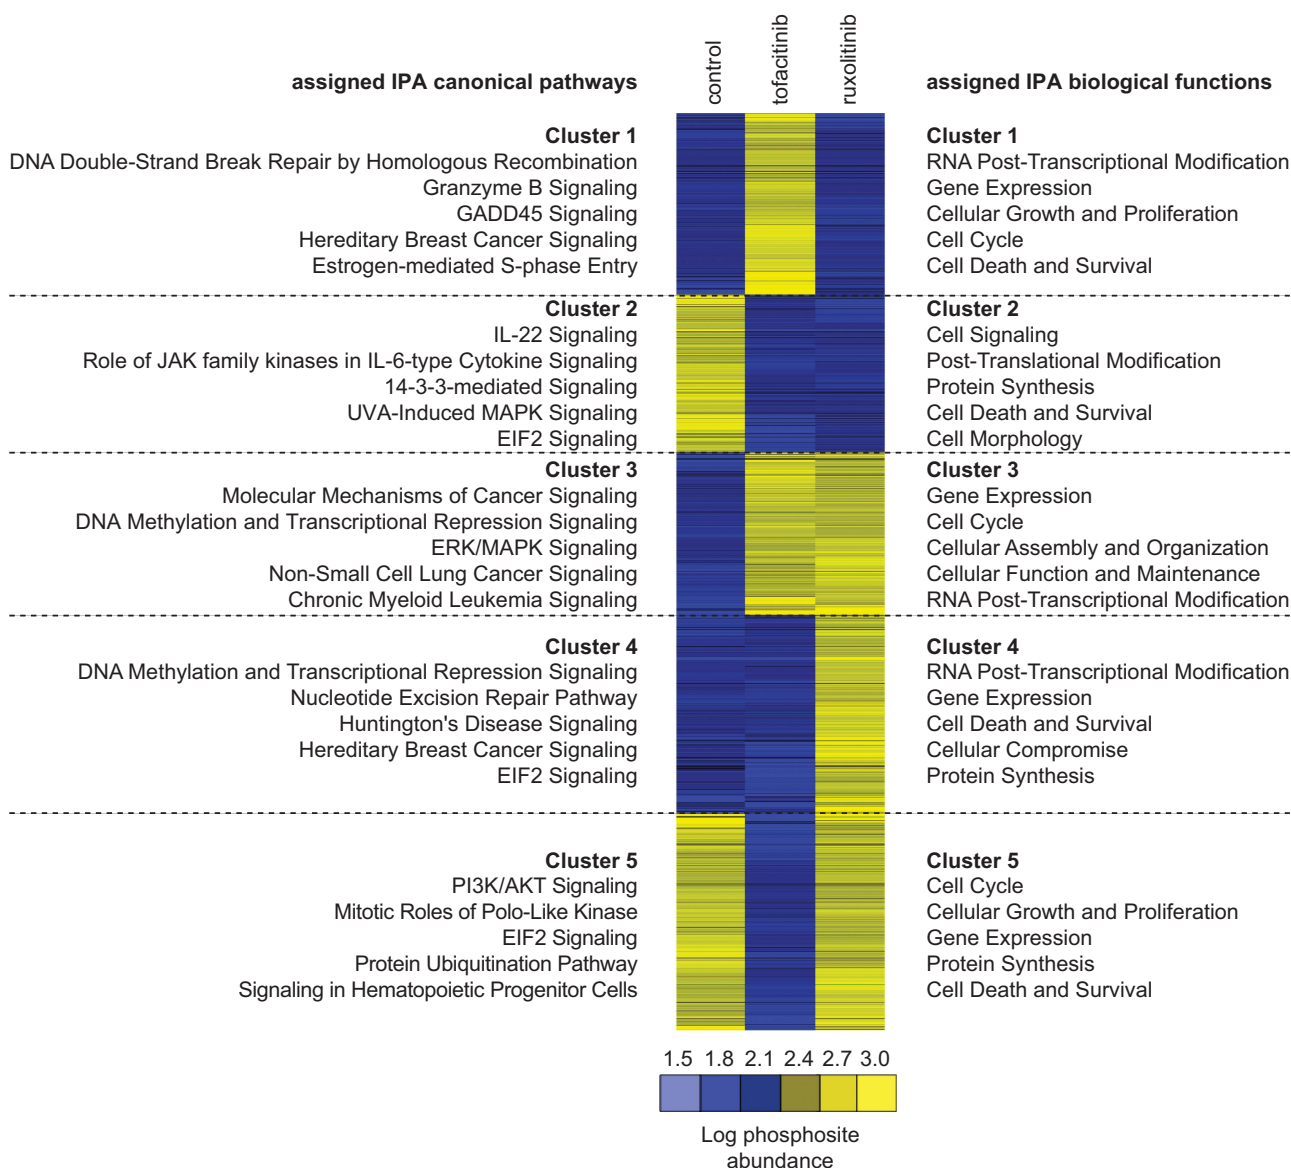 control
tofacitinib
ruxolitinib
assigned IPA canonical pathways
assigned IPA biological functions
Cluster 1
DNA Double-Strand Break Repair by Homologous Recombination
Granzyme B Signaling
GADD45 Signaling
Hereditary Breast Cancer Signaling
Estrogen-mediated S-phase Entry
Cluster 1
RNA Post-Transcriptional Modification
Gene Expression
Cellular Growth and Proliferation
Cell Cycle
Cell Death and Survival
Cluster 2
IL-22 Signaling
Role of JAK family kinases in IL-6-type Cytokine Signaling
14-3-3-mediated Signaling
UVA-Induced MAPK Signaling
EIF2 Signaling
Cluster 2
Cell Signaling
Post-Translational Modification
Protein Synthesis
Cell Death and Survival
Cell Morphology
Cluster 3
Molecular Mechanisms of Cancer Signaling
DNA Methylation and Transcriptional Repression Signaling
ERK/MAPK Signaling
Non-Small Cell Lung Cancer Signaling
Chronic Myeloid Leukemia Signaling
Cluster 3
Gene Expression
Cell Cycle
Cellular Assembly and Organization
Cellular Function and Maintenance
RNA Post-Transcriptional Modification
Cluster 4
DNA Methylation and Transcriptional Repression Signaling
Nucleotide Excision Repair Pathway
Huntington's Disease Signaling
Hereditary Breast Cancer Signaling
EIF2 Signaling
Cluster 4
RNA Post-Transcriptional Modification
Gene Expression
Cell Death and Survival
Cellular Compromise
Protein Synthesis
Cluster 5
PI3K/AKT Signaling
Mitotic Roles of Polo-Like Kinase
EIF2 Signaling
Protein Ubiquitination Pathway
Signaling in Hematopoietic Progenitor Cells
Cluster 5
Cell Cycle
Cellular Growth and Proliferation
Gene Expression
Protein Synthesis
Cell Death and Survival
1.5 1.8 2.1 2.4 2.7 3.0
Log phosphosite
abundance